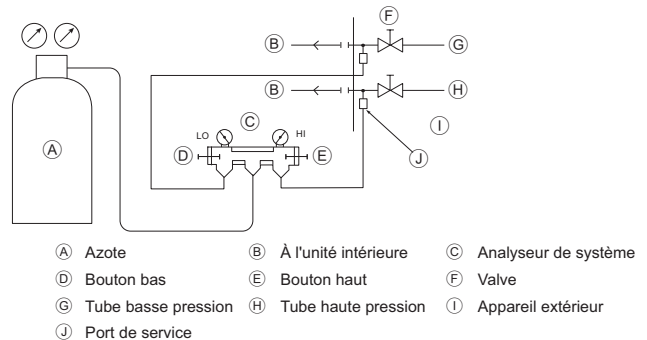 Ⓕ
Ⓑ Ⓖ
Ⓑ Ⓗ
Ⓐ LO Ⓒ HI Ⓘ
Ⓓ Ⓔ Ⓙ
Ⓐ Azote Ⓑ À l'unité intérieure Ⓒ Analyseur de système
Ⓓ Bouton bas Ⓔ Bouton haut Ⓕ Valve
Ⓖ Tube basse pression Ⓗ Tube haute pression Ⓘ Appareil extérieur
Ⓙ Port de service